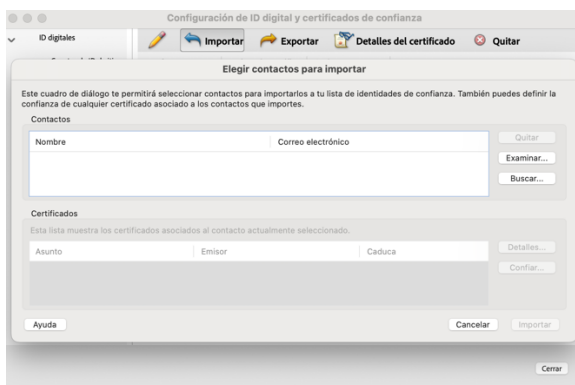 Configuración de ID digital y certificados de confianza
ID digitales
Importar
Exportar
Detalles del certificado
Quitar
Elegir contactos para importar
Este cuadro de diálogo te permitirá seleccionar contactos para importarlos a tu lista de identidades de confianza. También puedes definir la
confianza de cualquier certificado asociado a los contactos que importes.
Contactos
Nombre
Correo electrónico
Quitar
Examinar...
Buscar...
Certificados
Esta lista muestra los certificados asociados al contacto actualmente seleccionado.
Asunto
Emisor
Caduca
Detalles...
Confiar...
Ayuda
Cancelar
Importar
Cerrar